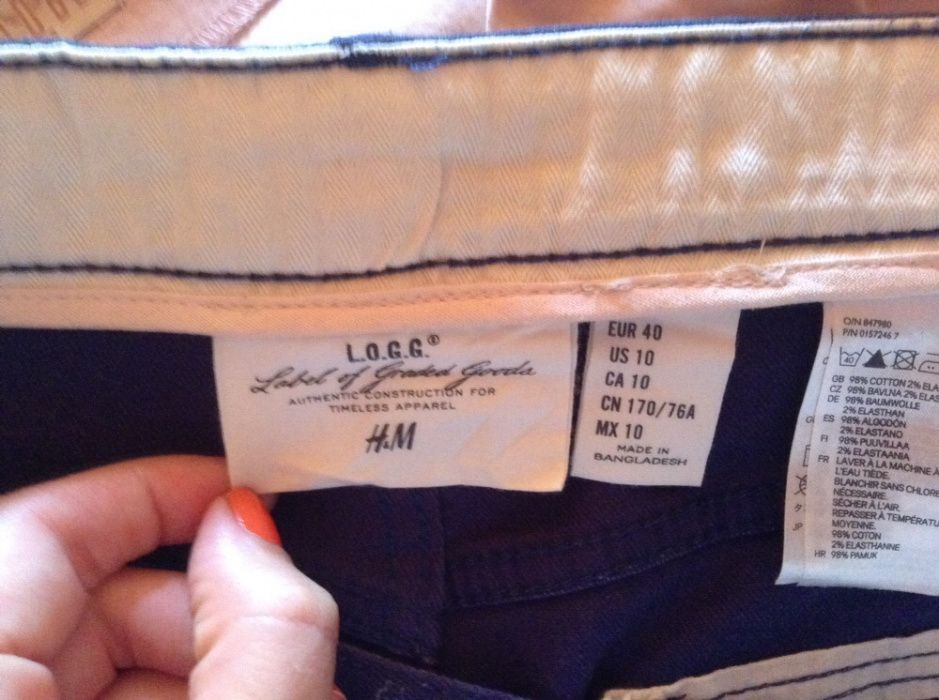 L.O.G.G.®
Label of Graded Goods
AUTHENTIC CONSTRUCTION FOR
TIMELESS APPAREL
H&M
EUR 40
US 10
CA 10
CN 170/76A
MX 10
MADE IN
BANGLADESH
O/N 847980
P/N 0157246 7
40
GB 98% COTTON 2% ELA
CZ 98% BAVLNA 2% ELAS
DE 98% BAUMWOLLE
2% ELASTHAN
ES 98% ALGODÓN
2% ELASTANO
FI 98% PUUVILLAA
2% ELASTAANIA
FR LAVER À LA MACHINE À
L'EAU TIÈDE.
BLANCHIR SANS CHLORE
NÉCESSAIRE.
SÉCHER À L'AIR.
REPASSER À TEMPÉRATU
MOYENNE.
98% COTON
2% ELASTHANNE
HR 98% PAMUK
JP